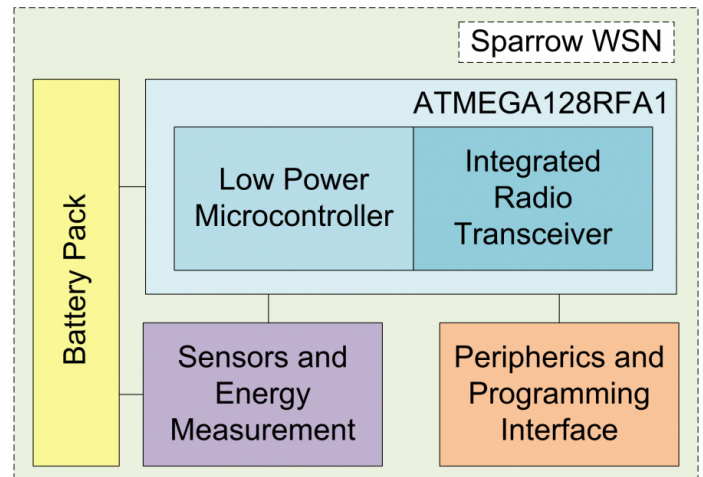 Sparrow WSN
ATMEGA128RFA1
Low Power
Microcontroller
Integrated
Radio
Transceiver
Battery Pack
Sensors and
Energy
Measurement
Peripherics and
Programming
Interface